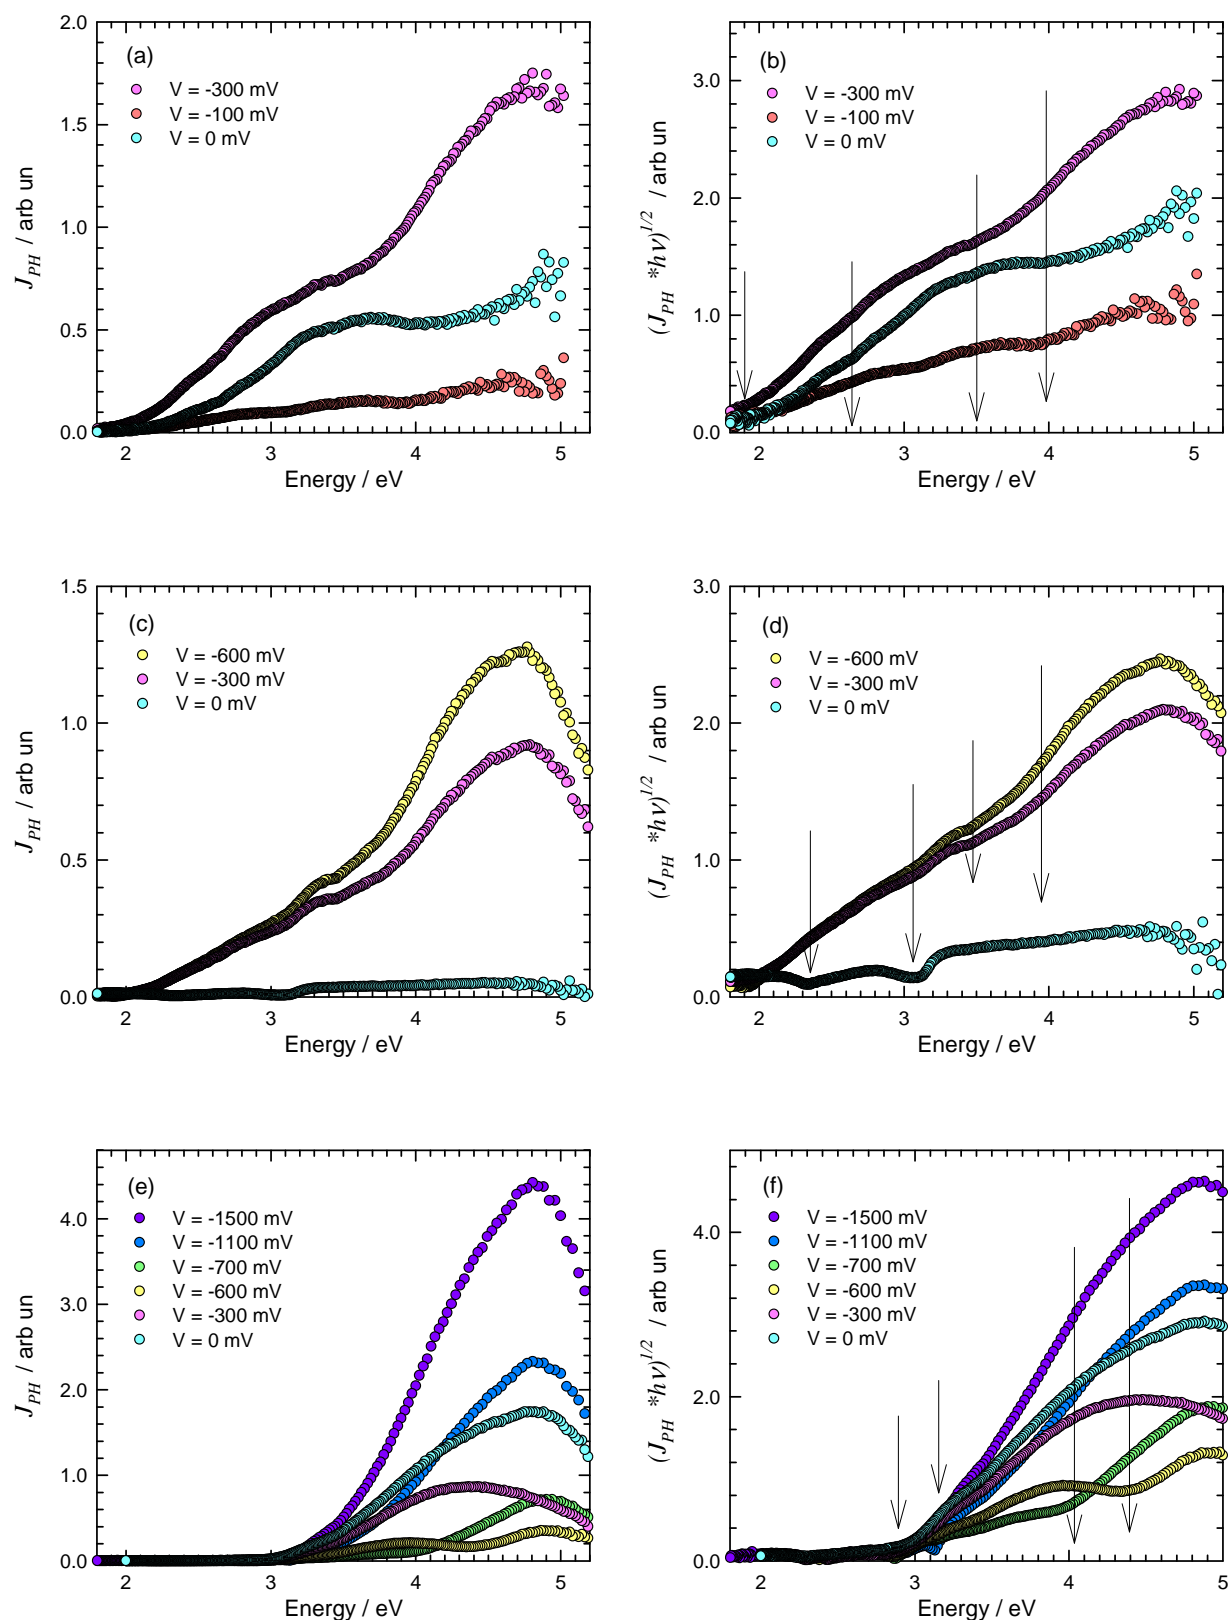 (a)
V = -300 mV
V = -100 mV
V = 0 mV
2.0
1.5
1.0
0.5
0.0
J_PH / arb un
2 3 4 5
Energy / eV
(b)
V = -300 mV
V = -100 mV
V = 0 mV
3.0
2.0
1.0
0.0
(J_PH *hν)^1/2 / arb un
2 3 4 5
Energy / eV
(c)
V = -600 mV
V = -300 mV
V = 0 mV
1.5
1.0
0.5
0.0
J_PH / arb un
2 3 4 5
Energy / eV
(d)
V = -600 mV
V = -300 mV
V = 0 mV
3.0
2.0
1.0
0.0
(J_PH *hν)^1/2 / arb un
2 3 4 5
Energy / eV
(e)
V = -1500 mV
V = -1100 mV
V = -700 mV
V = -600 mV
V = -300 mV
V = 0 mV
4.0
3.0
2.0
1.0
0.0
J_PH / arb un
2 3 4 5
Energy / eV
(f)
V = -1500 mV
V = -1100 mV
V = -700 mV
V = -600 mV
V = -300 mV
V = 0 mV
4.0
2.0
0.0
(J_PH *hν)^1/2 / arb un
2 3 4 5
Energy / eV